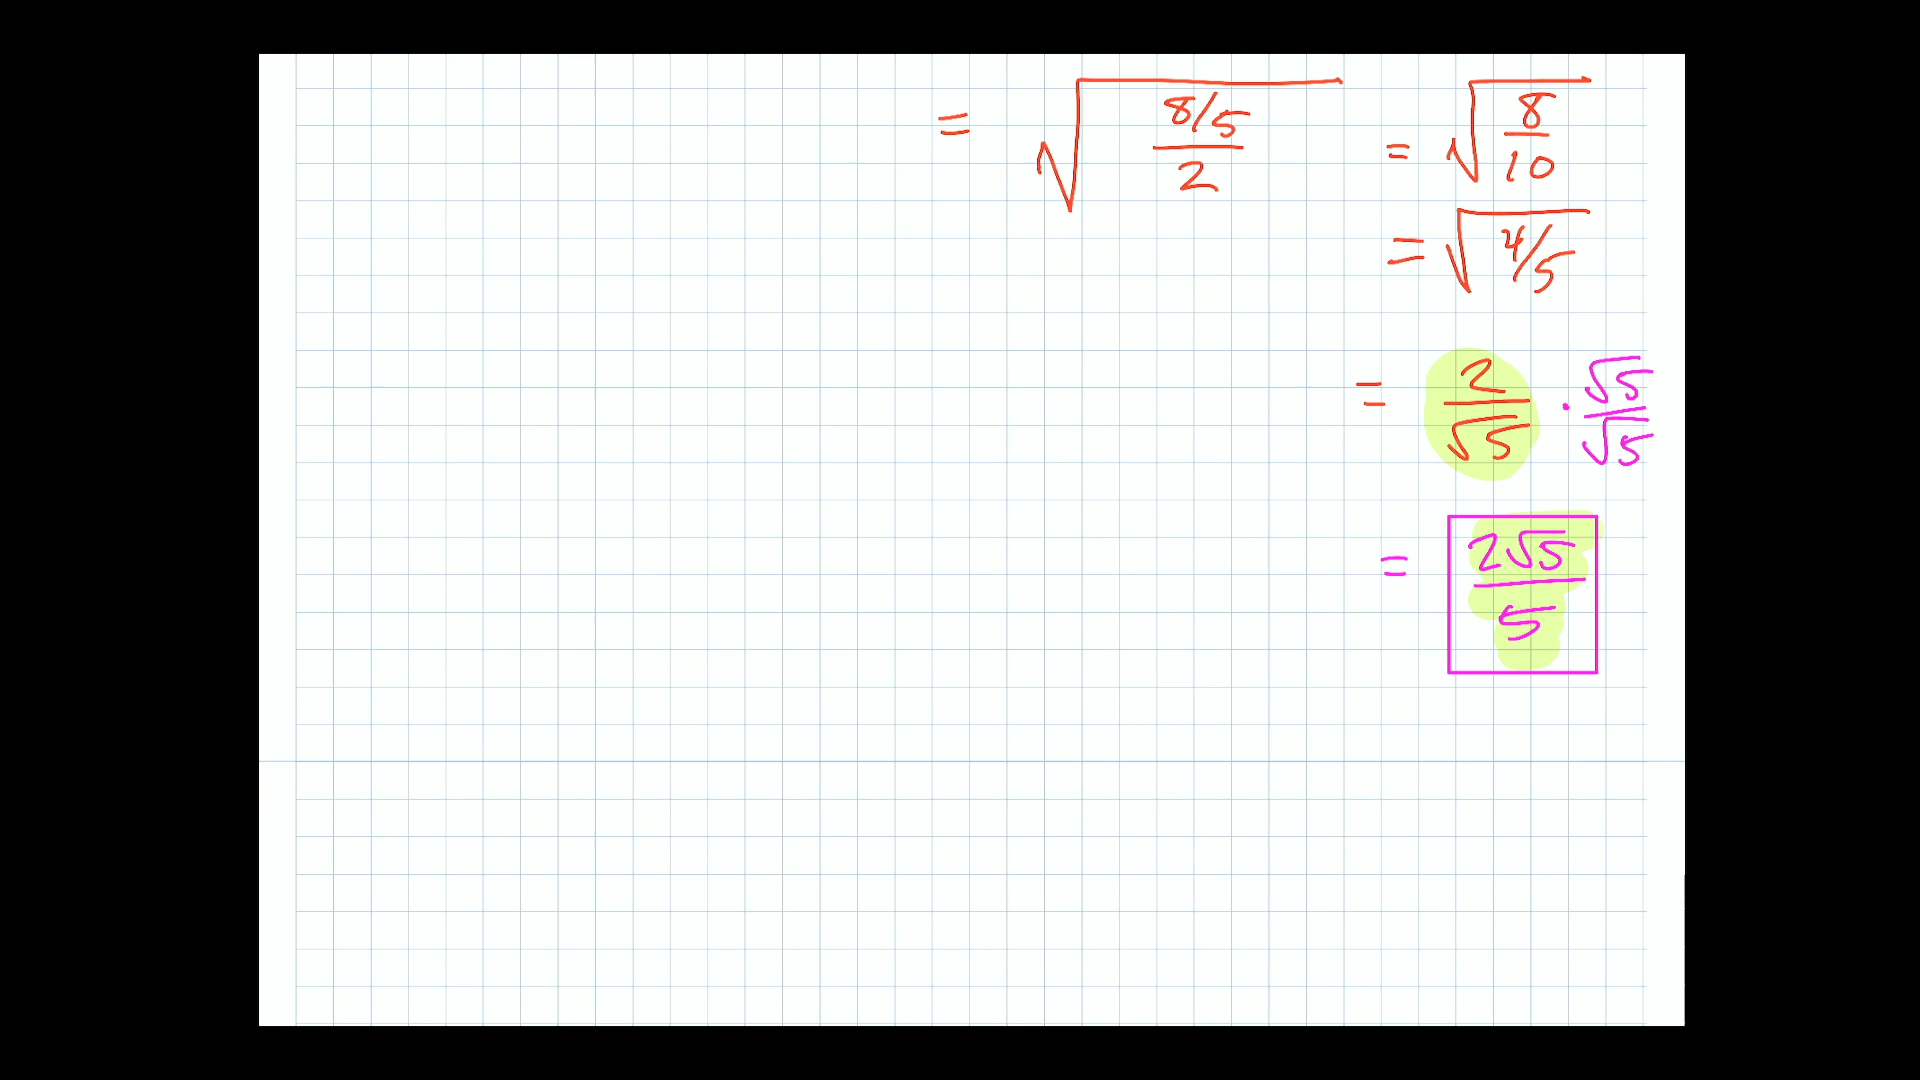 = √((8/5)/2) = √(8/10)
= √(4/5)
= 2/√5 · √5/√5
= 2√5/5